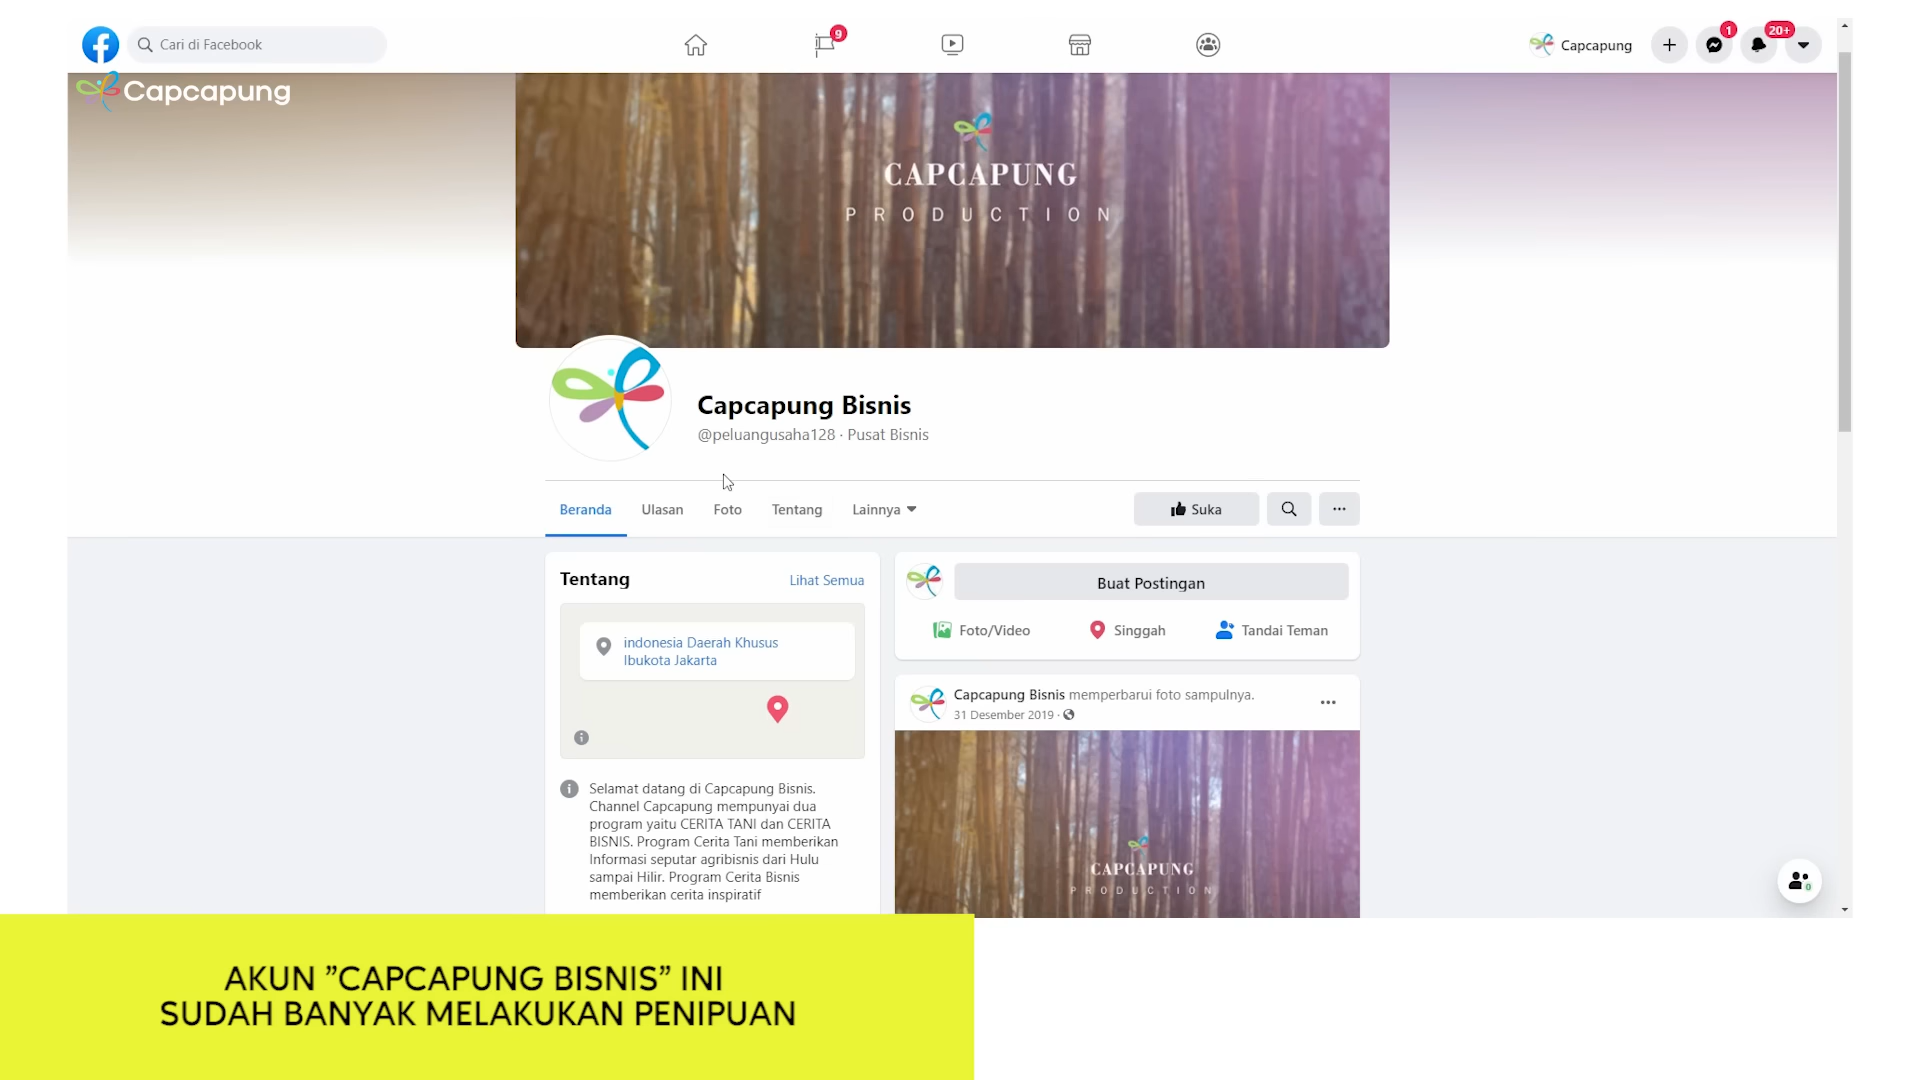 Cari di Facebook
9
Capcapung
1
20+
Capcapung
CAPCAPUNG
PRODUCTION
Capcapung Bisnis
@peluangusaha128 · Pusat Bisnis
Beranda
Ulasan
Foto
Tentang
Lainnya
Suka
Tentang
Lihat Semua
indonesia Daerah Khusus
Ibukota Jakarta
Selamat datang di Capcapung Bisnis.
Channel Capcapung mempunyai dua
program yaitu CERITA TANI dan CERITA
BISNIS. Program Cerita Tani memberikan
Informasi seputar agribisnis dari Hulu
sampai Hilir. Program Cerita Bisnis
memberikan cerita inspiratif
Buat Postingan
Foto/Video
Singgah
Tandai Teman
Capcapung Bisnis memperbarui foto sampulnya.
31 Desember 2019 ·
CAPCAPUNG
PRODUCTION
0
AKUN ”CAPCAPUNG BISNIS” INI
SUDAH BANYAK MELAKUKAN PENIPUAN